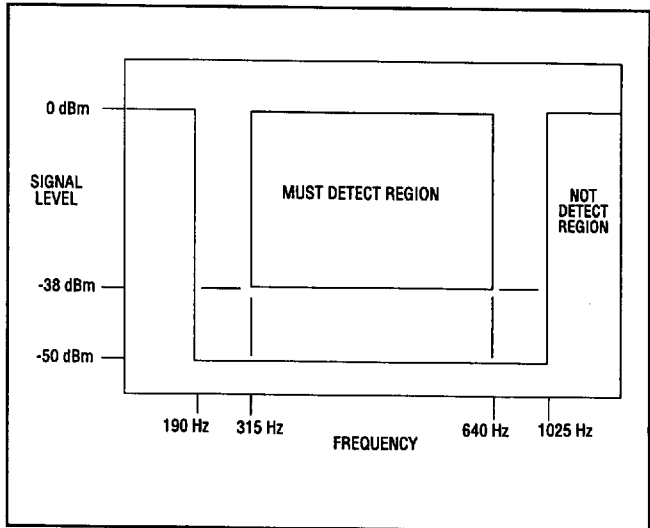 0 dBm
SIGNAL
LEVEL
MUST DETECT REGION
NOT
DETECT
REGION
-38 dBm
-50 dBm
190 Hz
315 Hz
640 Hz
1025 Hz
FREQUENCY